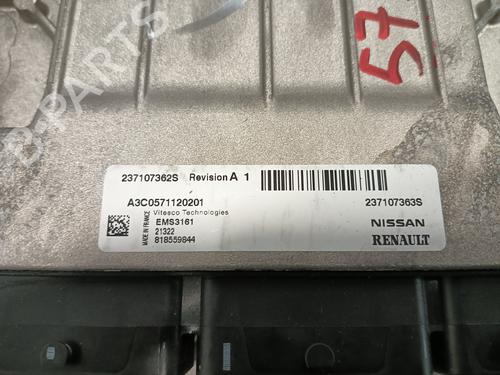 57
B-PARTS
237107362S Revision A 1
A3C0571120201
237107363S
Vitesco Technologies
MADE IN FRANCE
EMS3161
21322
818559844
NISSAN
RENAULT